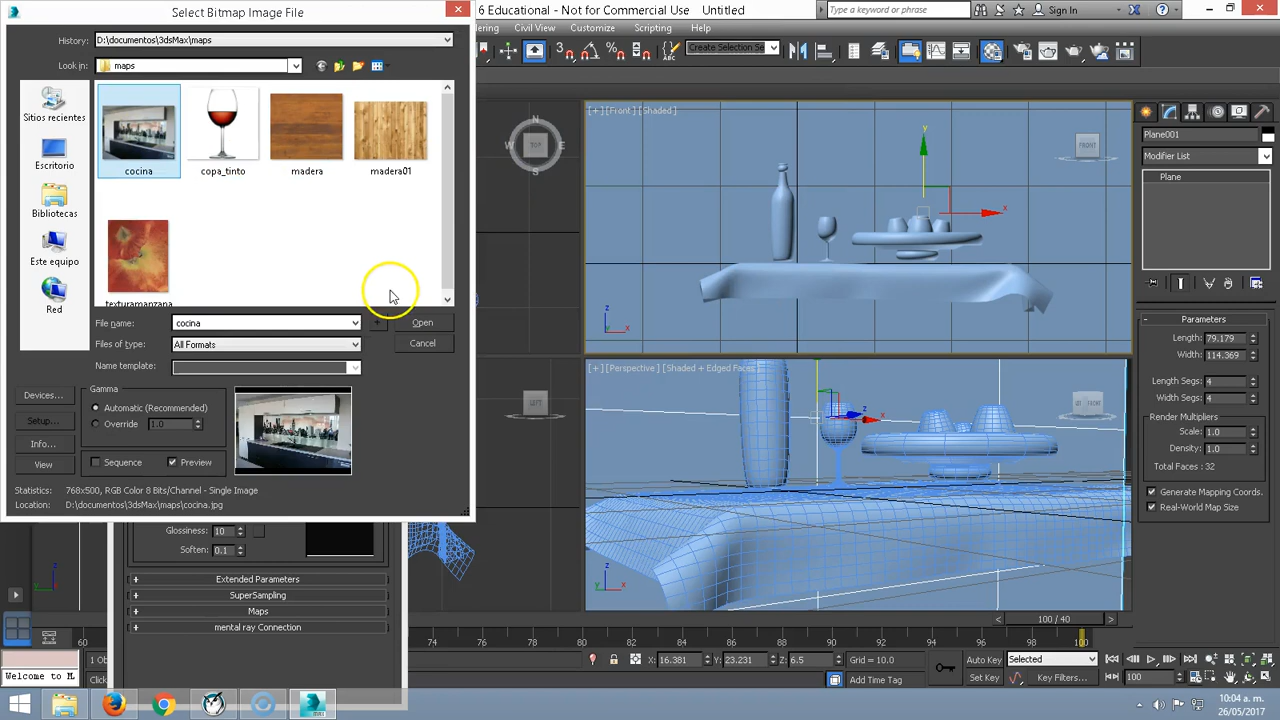 Select Bitmap Image File
6 Educational - Not for Commercial Use Untitled
Type a keyword or phrase
Sign In
Civil View Customize Scripting Help
Create Selection Se
History: D:\documentos\3dsMax\maps
Look in: maps
Sitios recientes
Escritorio
Bibliotecas
Este equipo
Red
cocina
copa_tinto
madera
madera01
texturamanzana
File name: cocina
Open
Files of type: All Formats
Cancel
Name template:
Devices...
Setup...
Info...
View
Gamma
Automatic (Recommended)
Override 1.0
Sequence
Preview
Statistics: 768x500, RGB Color 8 Bits/Channel - Single Image
Location: D:\documentos\3dsMax\maps\cocina.jpg
N
W TOP E
S
[+] [Front] [Shaded]
FRONT
y
x
z
x
LEFT
[+] [Perspective] [Shaded + Edged Faces]
FRONT
z
x
z
x
Plane001
Modifier List
Plane
Parameters
Length: 79.179
Width: 114.369
Length Segs: 4
Width Segs: 4
Render Multipliers
Scale: 1.0
Density: 1.0
Total Faces : 32
Generate Mapping Coords.
Real-World Map Size
Glossiness: 10
Soften: 0.1
+ Extended Parameters
+ SuperSampling
+ Maps
+ mental ray Connection
100 / 40
60
74 76 78 80 82 84 86 88 90 92 94 96 98 100
Welcome to M
1 Obj
X: 16.381
Y: 23.231
Z: 6.5
Grid = 10.0
Add Time Tag
Auto Key
Selected
Set Key
Key Filters...
100
MAX
10:04 a. m.
26/05/2017